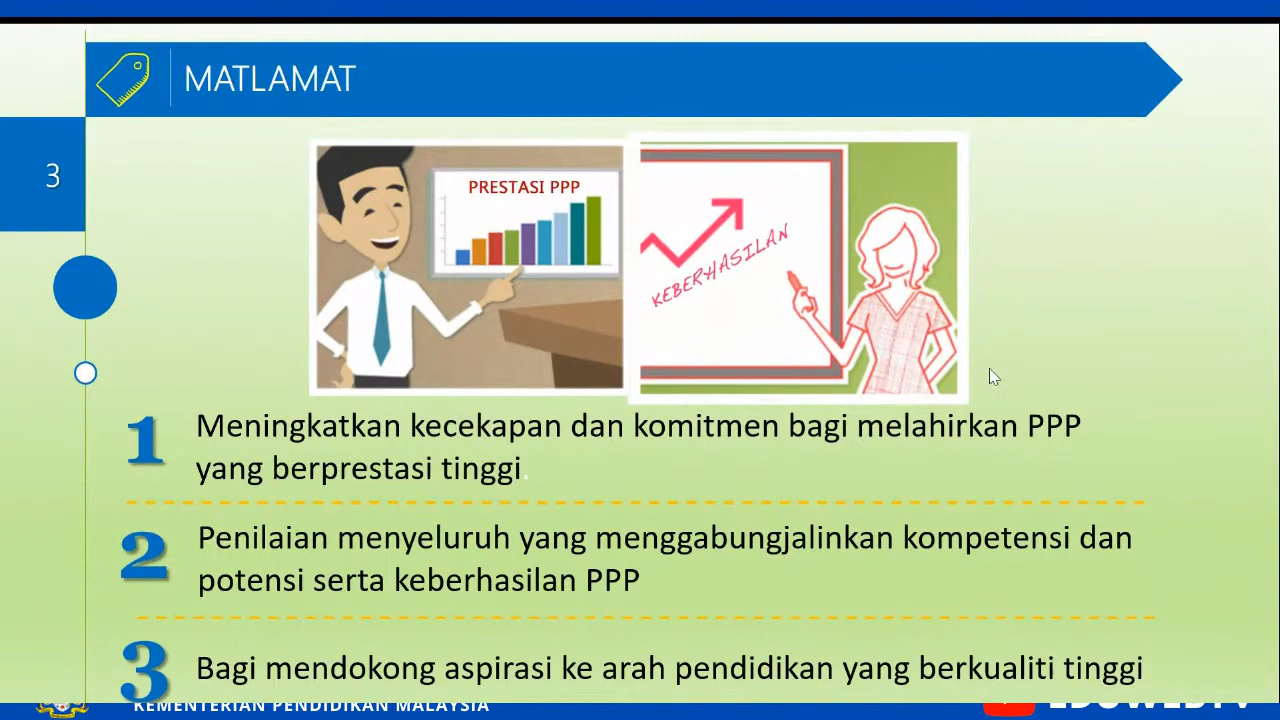 MATLAMAT
3
PRESTASI PPP
KEBERHASILAN
1
Meningkatkan kecekapan dan komitmen bagi melahirkan PPP
yang berprestasi tinggi.
2
Penilaian menyeluruh yang menggabungjalinkan kompetensi dan
potensi serta keberhasilan PPP
3
Bagi mendokong aspirasi ke arah pendidikan yang berkualiti tinggi
KEMENTERIAN PENDIDIKAN MALAYSIA
EDUWEBTV